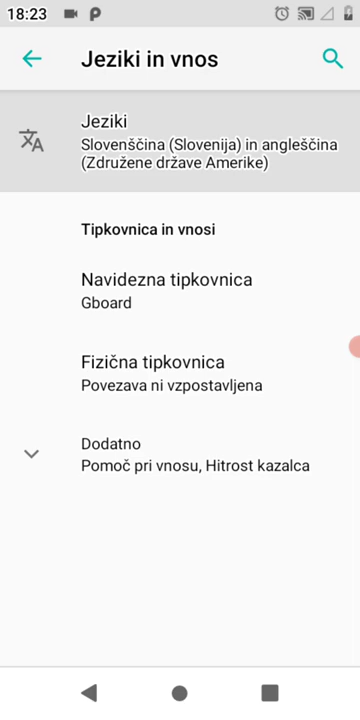 18:23
Jeziki in vnos
Jeziki
Slovenščina (Slovenija) in angleščina
(Združene države Amerike)
Tipkovnica in vnosi
Navidezna tipkovnica
Gboard
Fizična tipkovnica
Povezava ni vzpostavljena
Dodatno
Pomoč pri vnosu, Hitrost kazalca